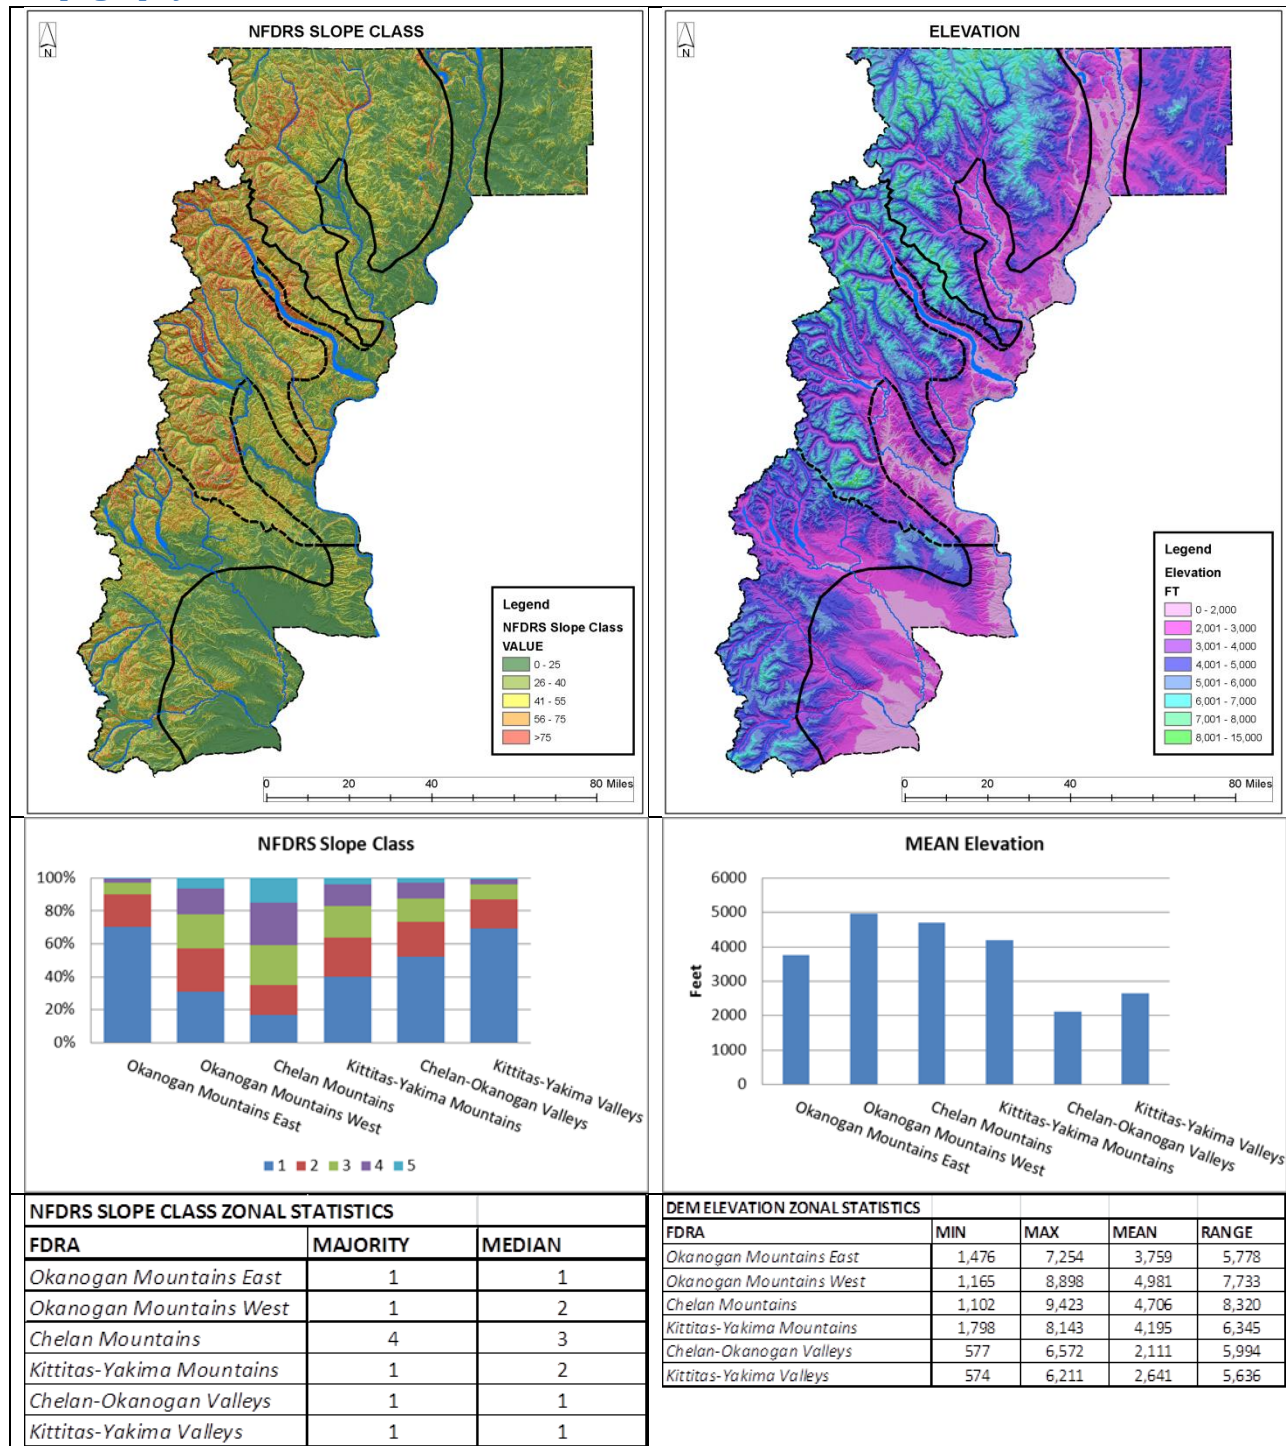 NFDRS SLOPE CLASS
N
Legend
NFDRS Slope Class
VALUE
0 - 25
26 - 40
41 - 55
56 - 75
>75
0 20 40 80 Miles
ELEVATION
N
Legend
Elevation
FT
0 - 2,000
2,001 - 3,000
3,001 - 4,000
4,001 - 5,000
5,001 - 6,000
6,001 - 7,000
7,001 - 8,000
8,001 - 15,000
0 20 40 80 Miles
NFDRS Slope Class
100%
80%
60%
40%
20%
0%
Okanogan Mountains East
Okanogan Mountains West
Chelan Mountains
Kittitas-Yakima Mountains
Chelan-Okanogan Valleys
Kittitas-Yakima Valleys
1 2 3 4 5
MEAN Elevation
Feet
6000
5000
4000
3000
2000
1000
0
Okanogan Mountains East
Okanogan Mountains West
Chelan Mountains
Kittitas-Yakima Mountains
Chelan-Okanogan Valleys
Kittitas-Yakima Valleys
NFDRS SLOPE CLASS ZONAL STATISTICS
FDRA MAJORITY MEDIAN
Okanogan Mountains East 1 1
Okanogan Mountains West 1 2
Chelan Mountains 4 3
Kittitas-Yakima Mountains 1 2
Chelan-Okanogan Valleys 1 1
Kittitas-Yakima Valleys 1 1
DEM ELEVATION ZONAL STATISTICS
FDRA MIN MAX MEAN RANGE
Okanogan Mountains East 1,476 7,254 3,759 5,778
Okanogan Mountains West 1,165 8,898 4,981 7,733
Chelan Mountains 1,102 9,423 4,706 8,320
Kittitas-Yakima Mountains 1,798 8,143 4,195 6,345
Chelan-Okanogan Valleys 577 6,572 2,111 5,994
Kittitas-Yakima Valleys 574 6,211 2,641 5,636